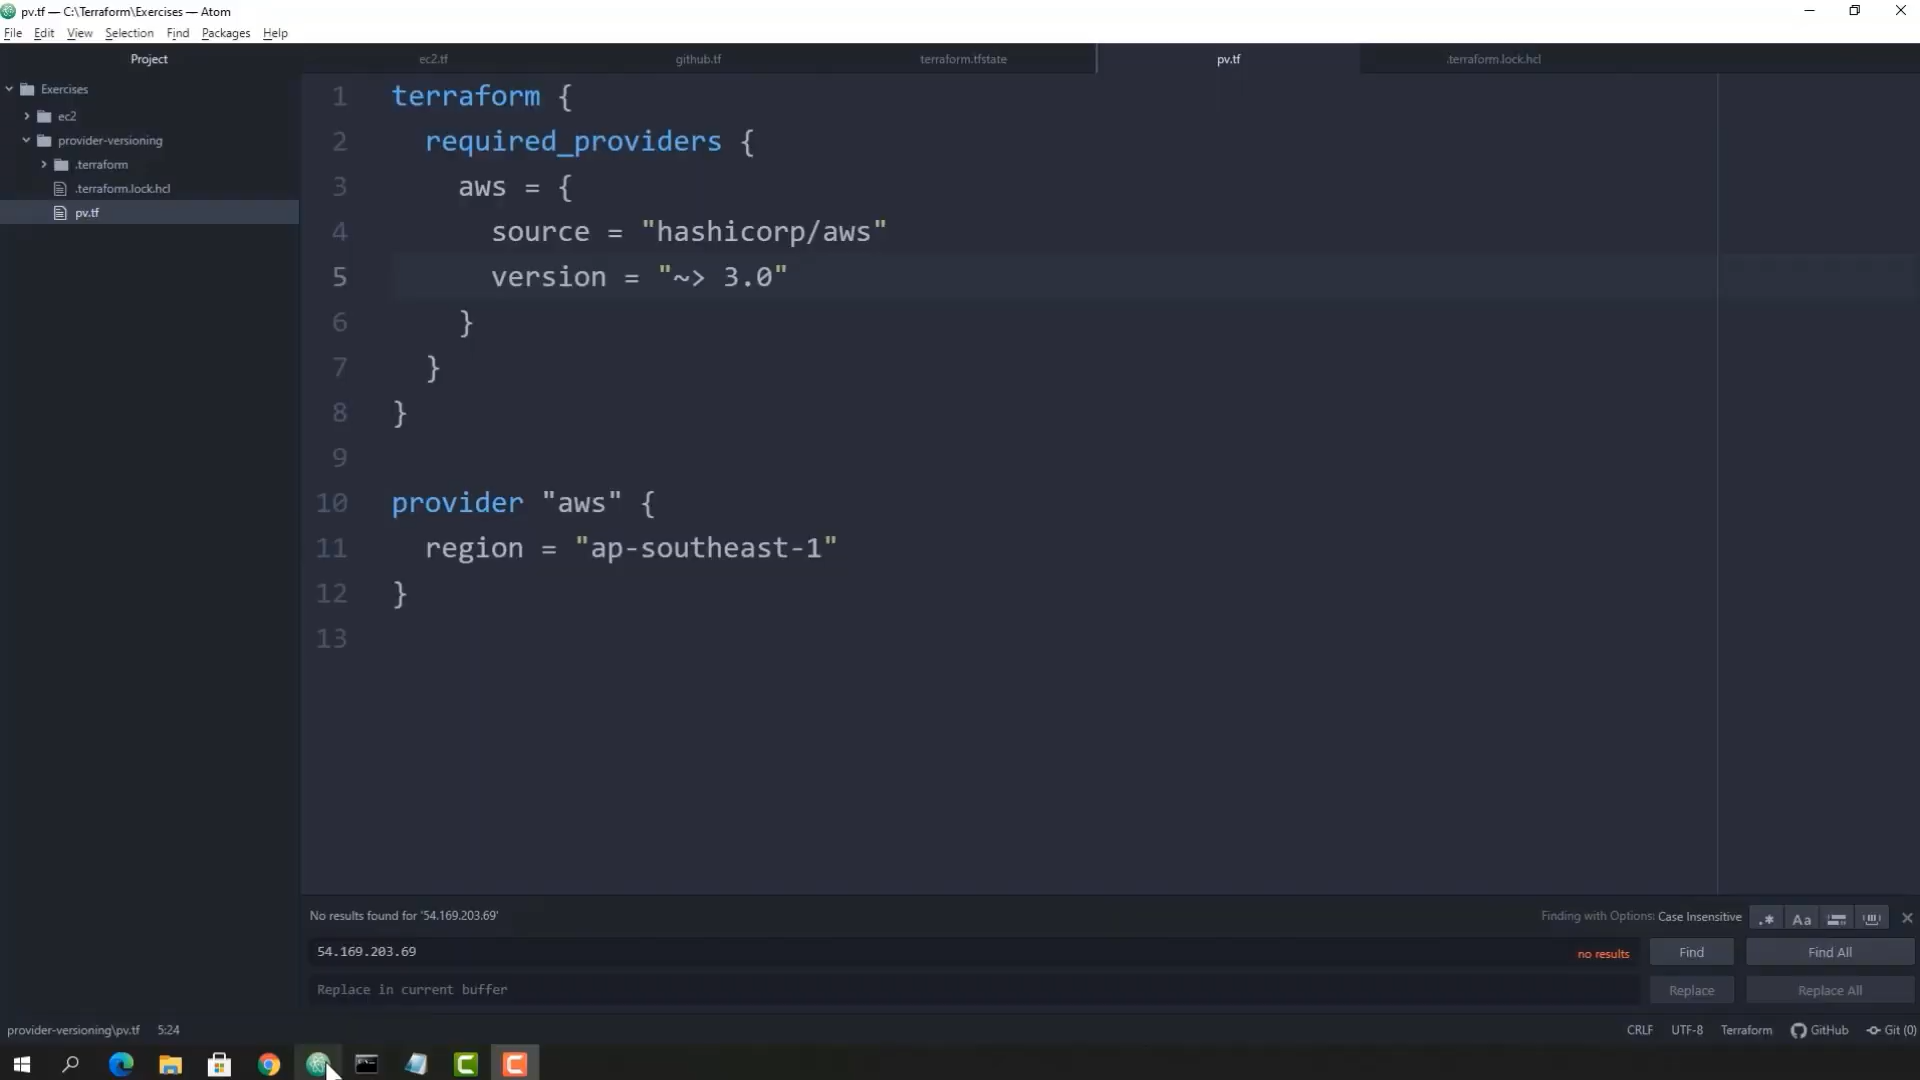 pv.tf — C:\Terraform\Exercises — Atom
File Edit View Selection Find Packages Help
Project
ec2.tf
github.tf
terraform.tfstate
pv.tf
.terraform.lock.hcl
Exercises
ec2
provider-versioning
.terraform
.terraform.lock.hcl
pv.tf
1 terraform {
2 required_providers {
3 aws = {
4 source = "hashicorp/aws"
5 version = "~> 3.0"
6 }
7 }
8 }
9
10 provider "aws" {
11 region = "ap-southeast-1"
12 }
13
No results found for '54.169.203.69'
Finding with Options: Case Insensitive
.* Aa
54.169.203.69
no results
Find
Find All
Replace in current buffer
Replace
Replace All
provider-versioning\pv.tf 5:24
CRLF UTF-8 Terraform GitHub Git (0)